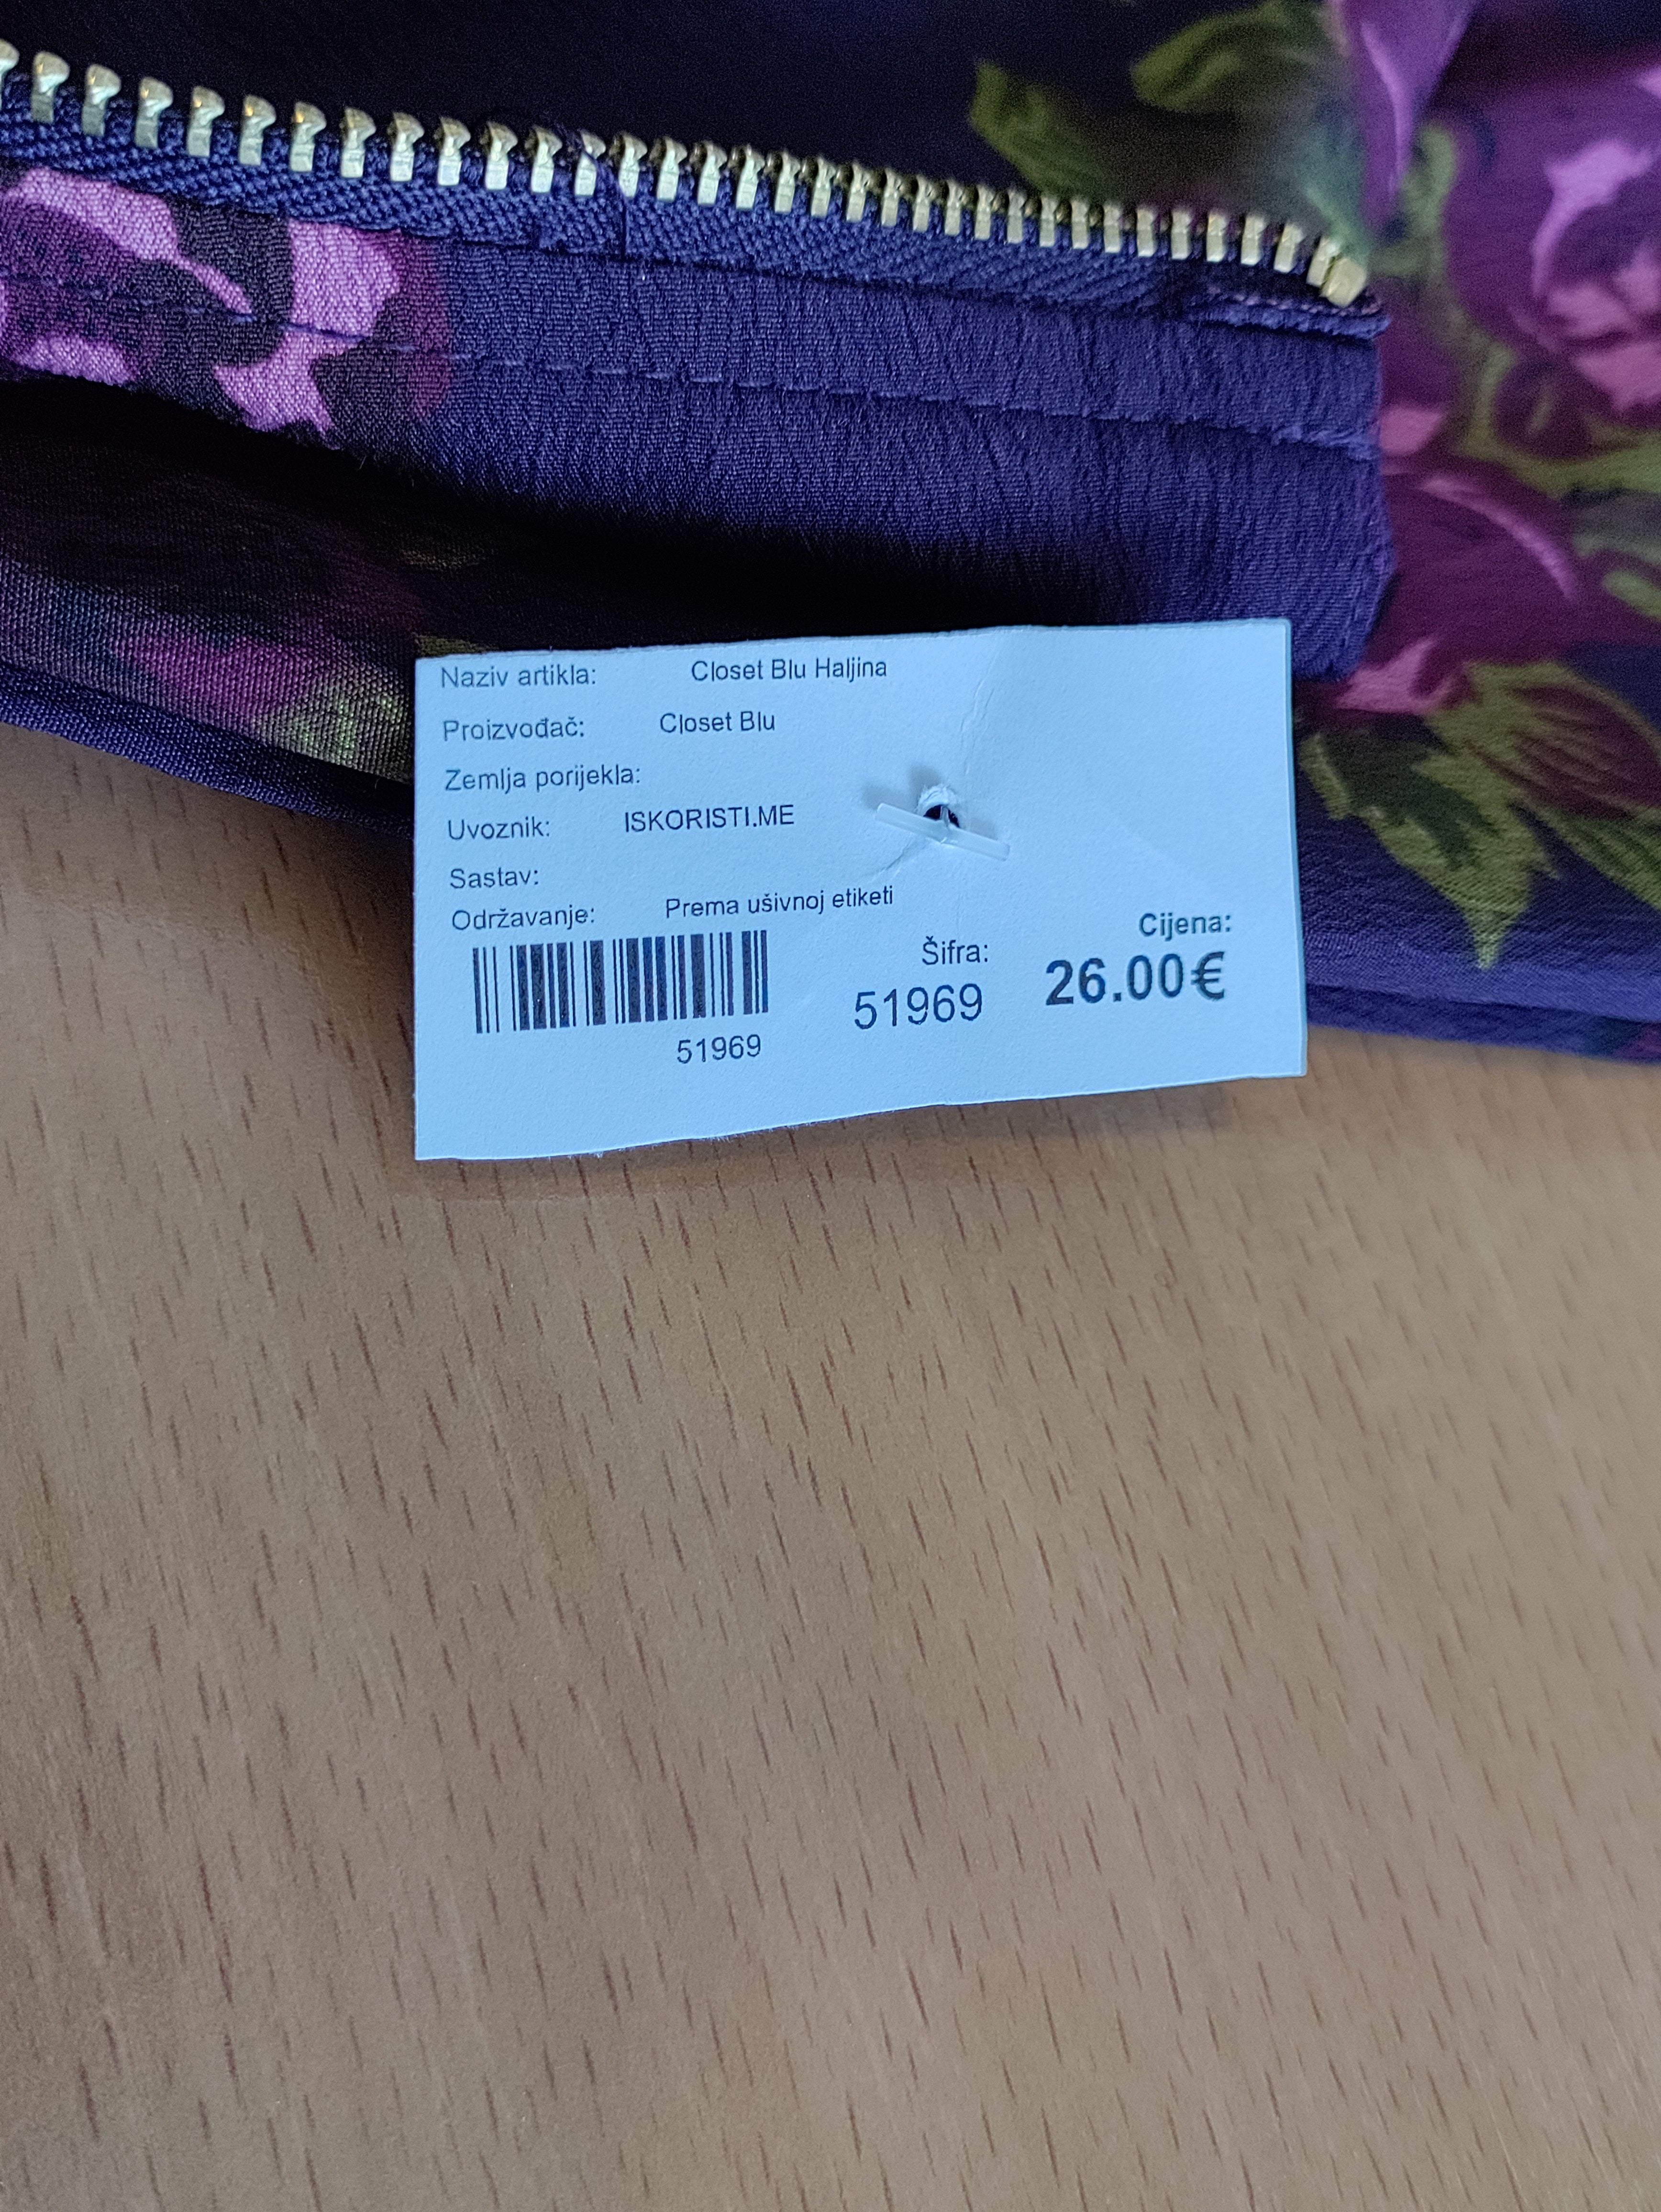 Naziv artikla: Closet Blu Haljina
Proizvođač: Closet Blu
Zemlja porijekla:
Uvoznik: ISKORISTI.ME
Sastav:
Održavanje: Prema ušivnoj etiketi
Šifra: Cijena:
51969 26.00€
51969